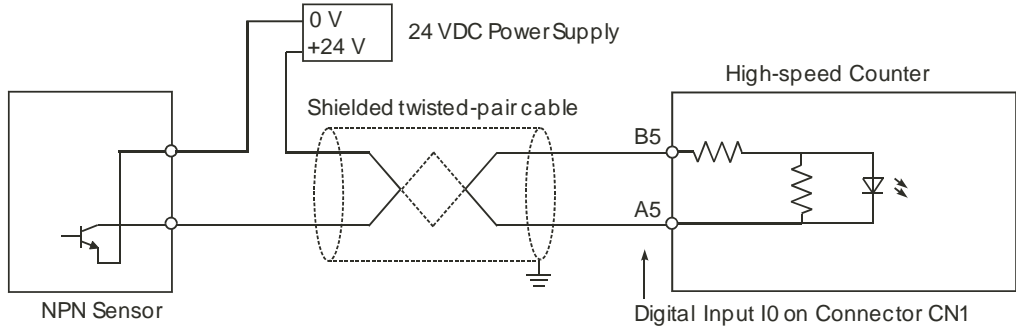 0 V
+24 V
24 VDC Power Supply
High-speed Counter
Shielded twisted-pair cable
B5
A5
NPN Sensor
Digital Input I0 on Connector CN1